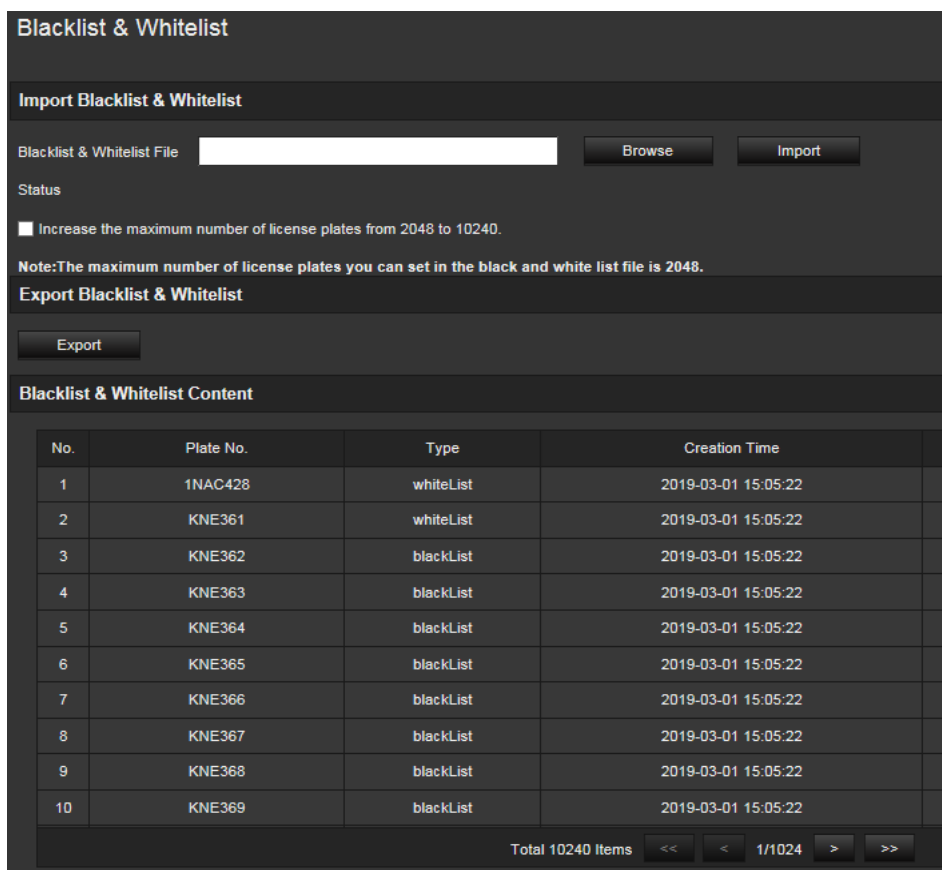 Blacklist & Whitelist
Import Blacklist & Whitelist
Blacklist & Whitelist File Browse Import
Status
Increase the maximum number of license plates from 2048 to 10240.
Note:The maximum number of license plates you can set in the black and white list file is 2048.
Export Blacklist & Whitelist
Export
Blacklist & Whitelist Content
No. Plate No. Type Creation Time
1 1NAC428 whiteList 2019-03-01 15:05:22
2 KNE361 whiteList 2019-03-01 15:05:22
3 KNE362 blackList 2019-03-01 15:05:22
4 KNE363 blackList 2019-03-01 15:05:22
5 KNE364 blackList 2019-03-01 15:05:22
6 KNE365 blackList 2019-03-01 15:05:22
7 KNE366 blackList 2019-03-01 15:05:22
8 KNE367 blackList 2019-03-01 15:05:22
9 KNE368 blackList 2019-03-01 15:05:22
10 KNE369 blackList 2019-03-01 15:05:22
Total 10240 Items << < 1/1024 > >>